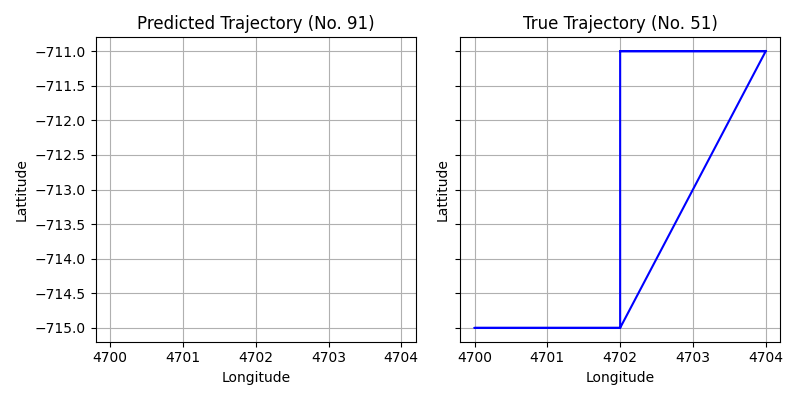 Predicted Trajectory (No. 91)
True Trajectory (No. 51)
Lattitude
−711.0
−711.5
−712.0
−712.5
−713.0
−713.5
−714.0
−714.5
−715.0
4700 4701 4702 4703 4704
Longitude
Lattitude
4700 4701 4702 4703 4704
Longitude